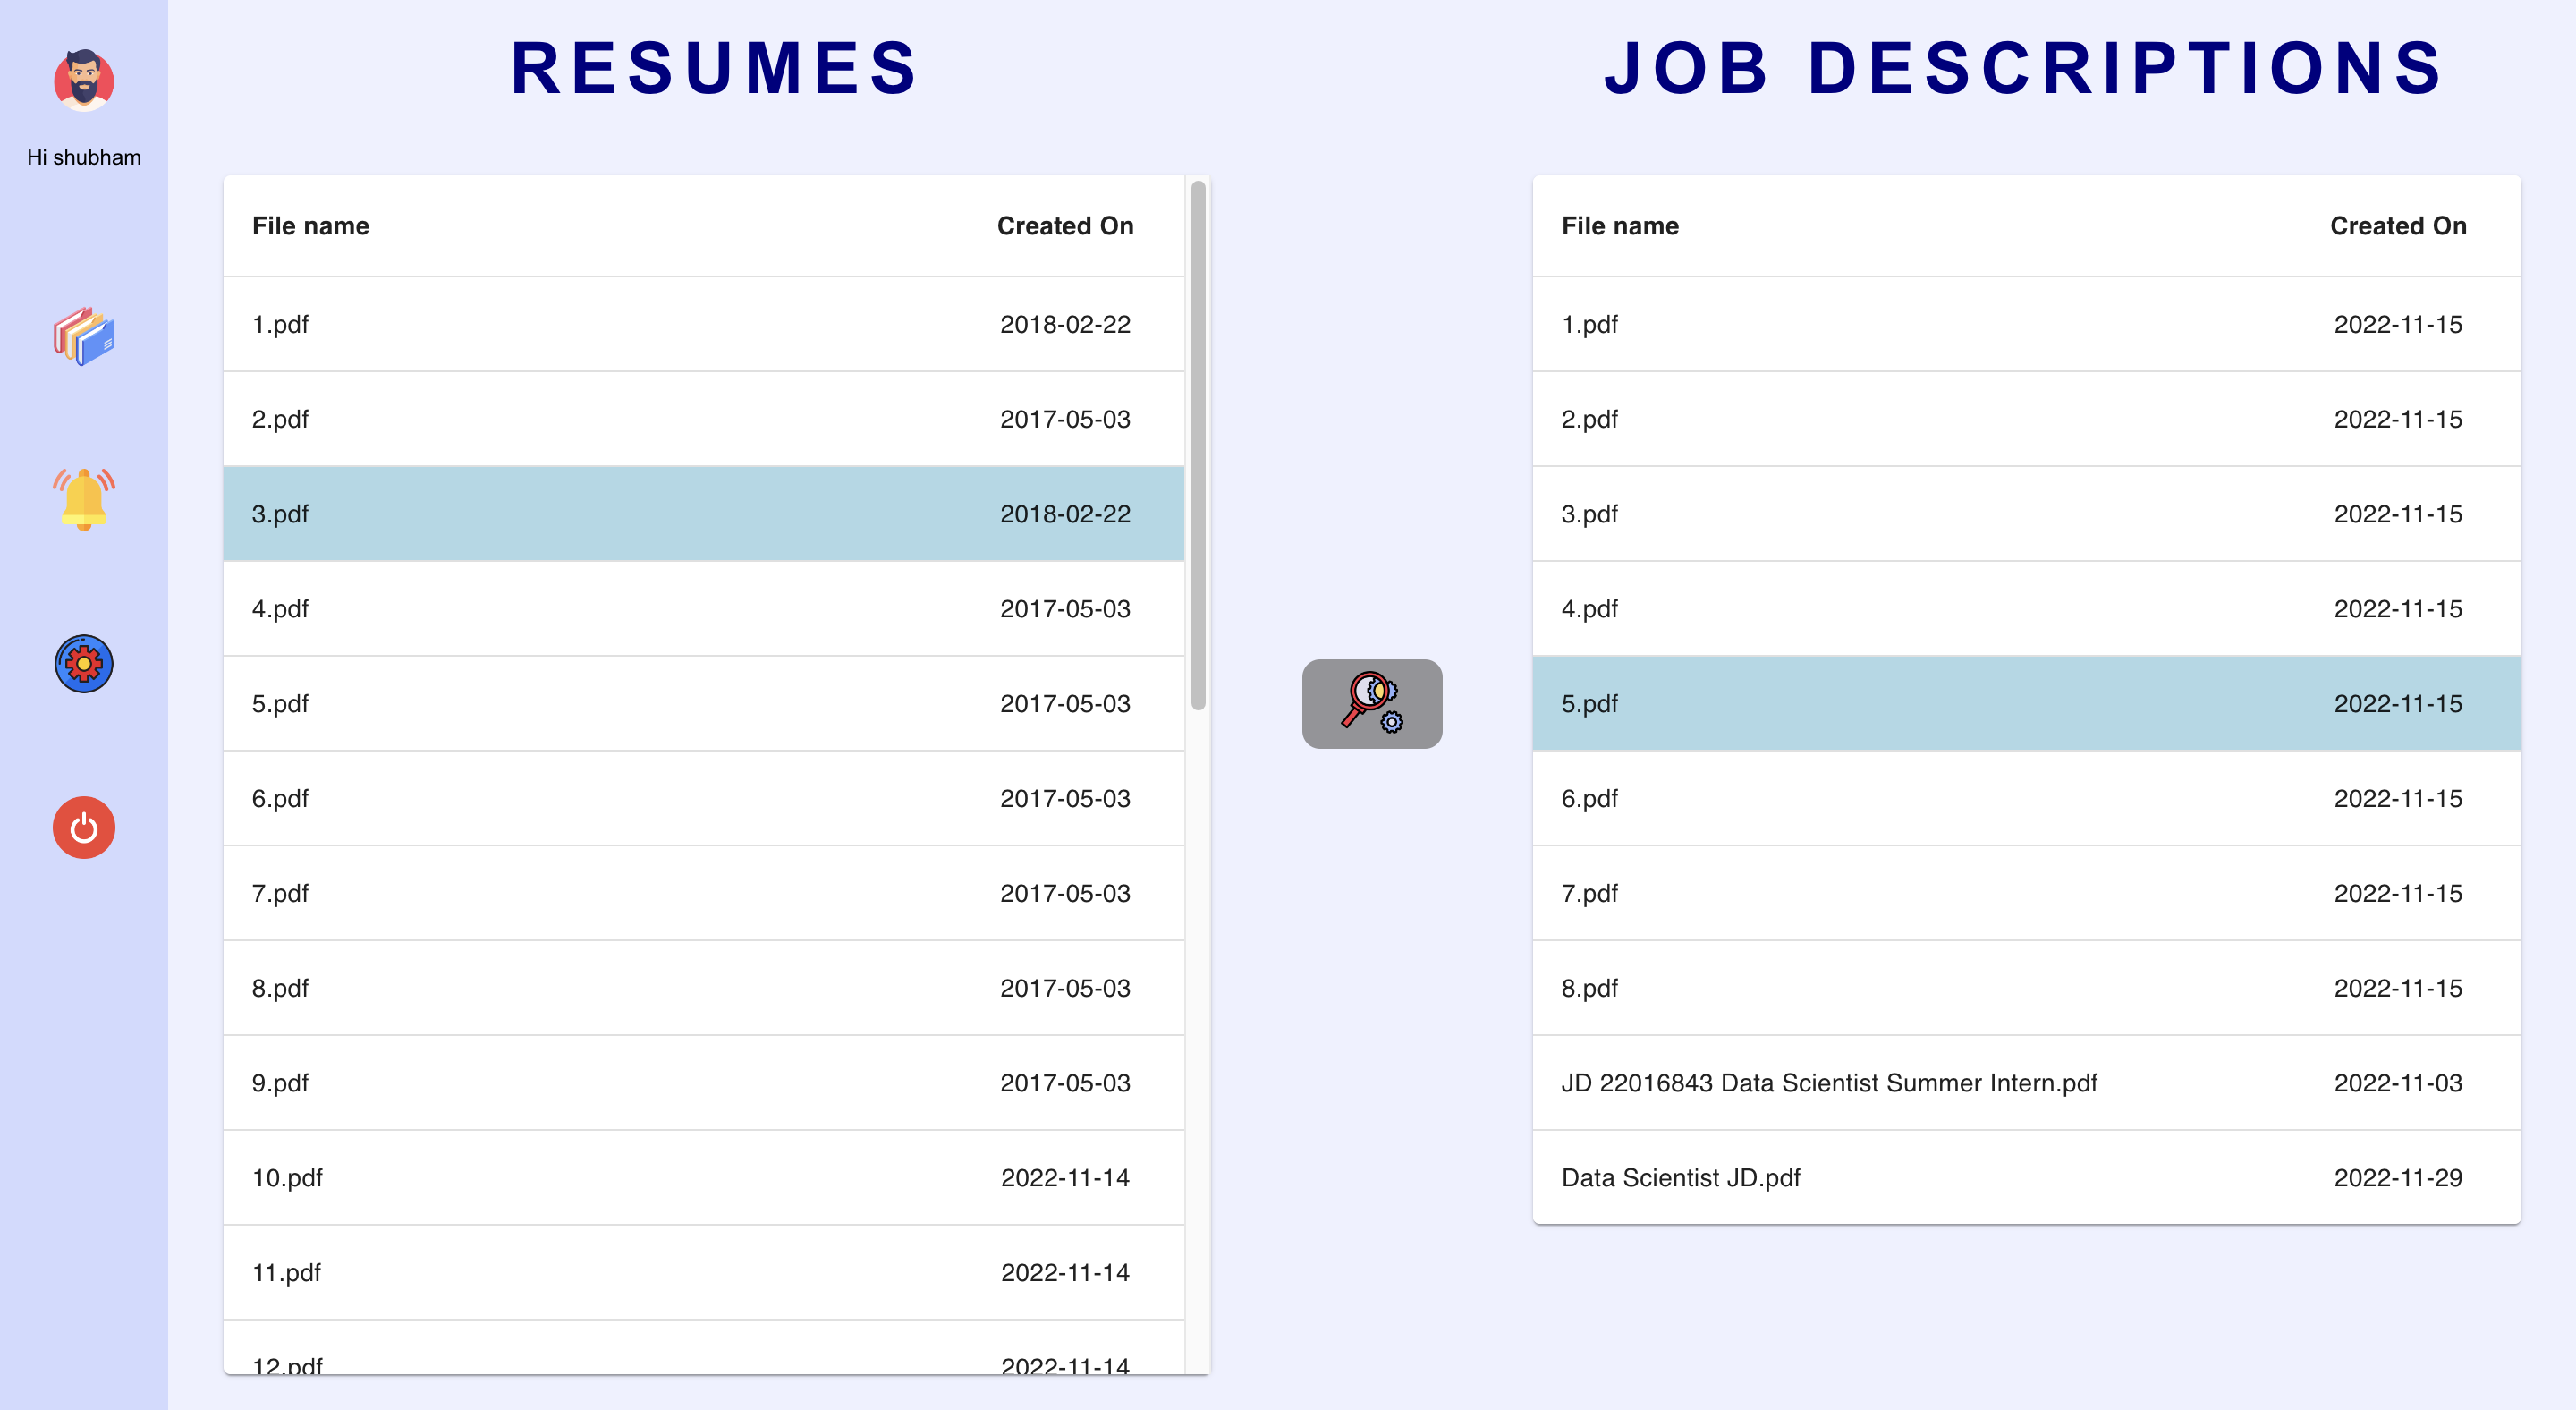 Hi shubham
RESUMES
File name Created On
1.pdf 2018-02-22
2.pdf 2017-05-03
3.pdf 2018-02-22
4.pdf 2017-05-03
5.pdf 2017-05-03
6.pdf 2017-05-03
7.pdf 2017-05-03
8.pdf 2017-05-03
9.pdf 2017-05-03
10.pdf 2022-11-14
11.pdf 2022-11-14
12.pdf 2022-11-14
JOB DESCRIPTIONS
File name Created On
1.pdf 2022-11-15
2.pdf 2022-11-15
3.pdf 2022-11-15
4.pdf 2022-11-15
5.pdf 2022-11-15
6.pdf 2022-11-15
7.pdf 2022-11-15
8.pdf 2022-11-15
JD 22016843 Data Scientist Summer Intern.pdf 2022-11-03
Data Scientist JD.pdf 2022-11-29